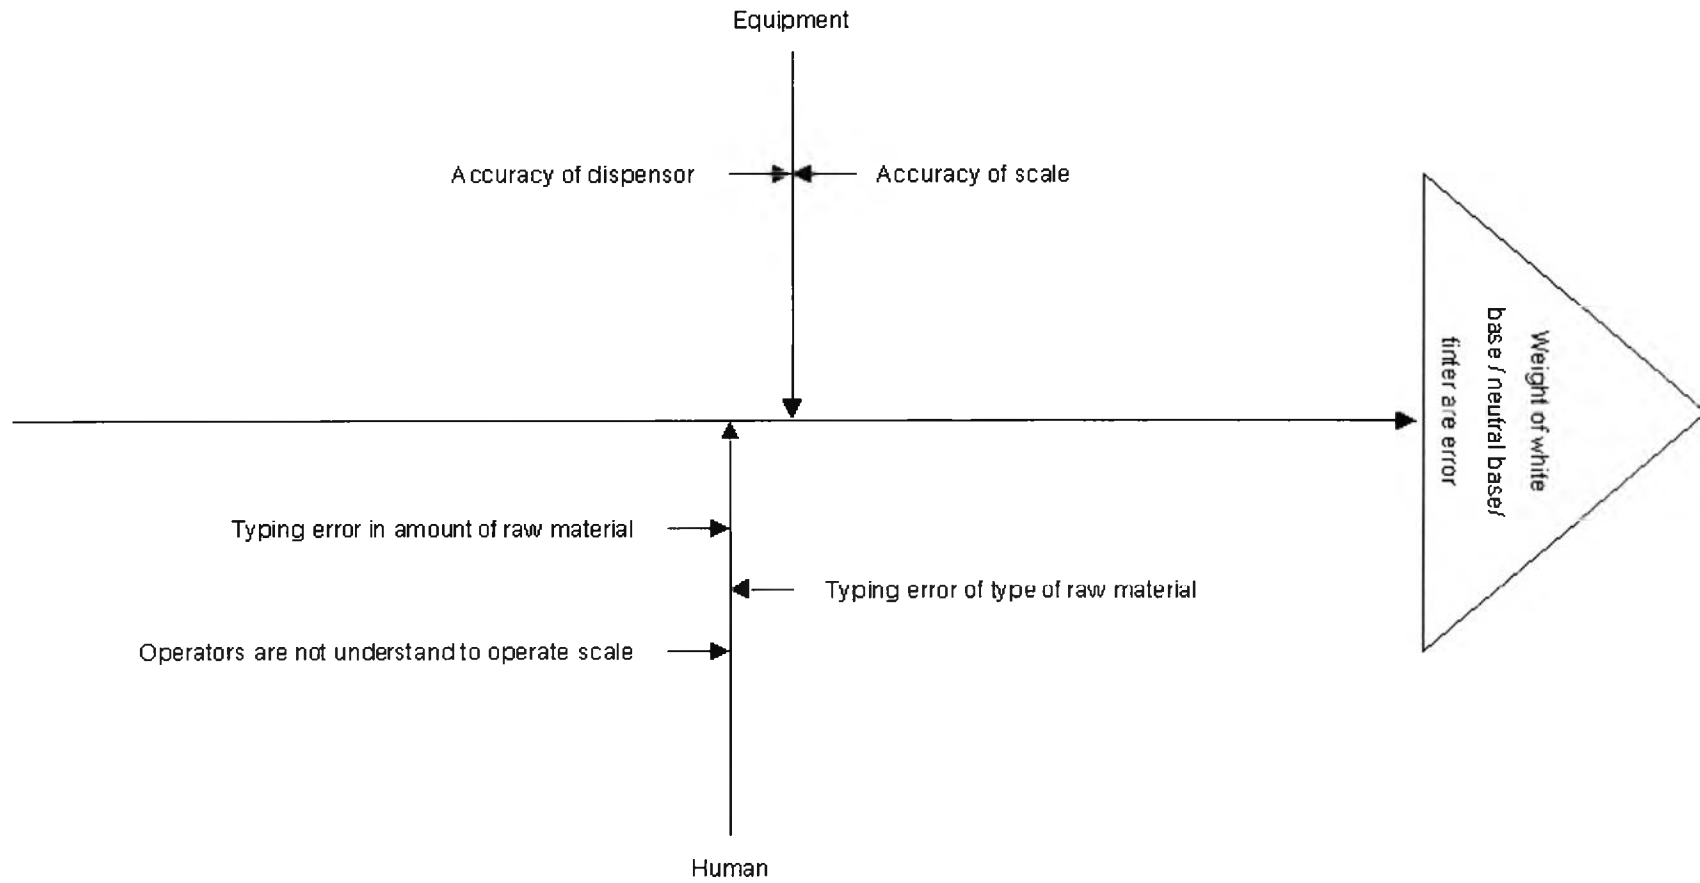 Equipment
Accuracy of dispensor
Accuracy of scale
Weight of white
base / neutral base/
tinter are error
Typing error in amount of raw material
Typing error of type of raw material
Operators are not understand to operate scale
Human